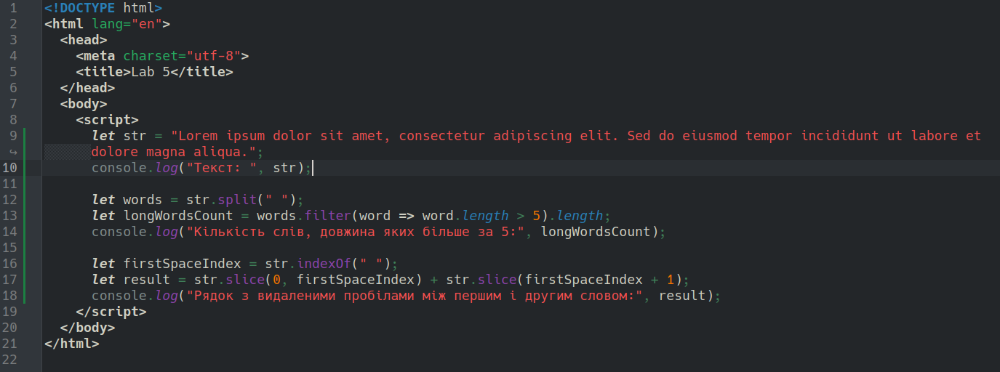 1 <!DOCTYPE html>
2 <html lang="en">
3   <head>
4     <meta charset="utf-8">
5     <title>Lab 5</title>
6   </head>
7   <body>
8     <script>
9       let str = "Lorem ipsum dolor sit amet, consectetur adipiscing elit. Sed do eiusmod tempor incididunt ut labore et
↪       dolore magna aliqua.";
10       console.log("Текст: ", str);
11
12       let words = str.split(" ");
13       let longWordsCount = words.filter(word => word.length > 5).length;
14       console.log("Кількість слів, довжина яких більше за 5:", longWordsCount);
15
16       let firstSpaceIndex = str.indexOf(" ");
17       let result = str.slice(0, firstSpaceIndex) + str.slice(firstSpaceIndex + 1);
18       console.log("Рядок з видаленими пробілами між першим і другим словом:", result);
19     </script>
20   </body>
21 </html>
22